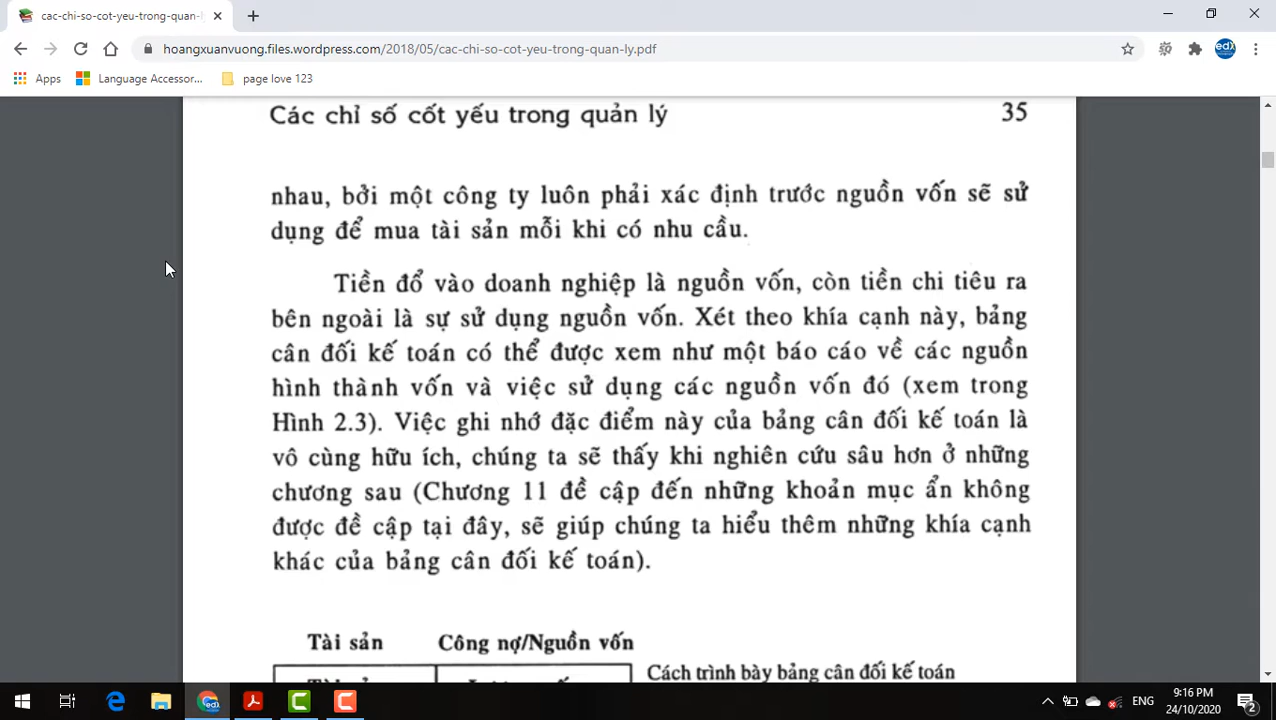 cac-chi-so-cot-yeu-trong-quan-l
hoangxuanvuong.files.wordpress.com/2018/05/cac-chi-so-cot-yeu-trong-quan-ly.pdf
edX
Apps
Language Accessor...
page love 123
Các chỉ số cốt yếu trong quản lý 35
nhau, bởi một công ty luôn phải xác định trước nguồn vốn sẽ sử
dụng để mua tài sản mỗi khi có nhu cầu.
Tiền đổ vào doanh nghiệp là nguồn vốn, còn tiền chi tiêu ra
bên ngoài là sự sử dụng nguồn vốn. Xét theo khía cạnh này, bảng
cân đối kế toán có thể được xem như một báo cáo về các nguồn
hình thành vốn và việc sử dụng các nguồn vốn đó (xem trong
Hình 2.3). Việc ghi nhớ đặc điểm này của bảng cân đối kế toán là
vô cùng hữu ích, chúng ta sẽ thấy khi nghiên cứu sâu hơn ở những
chương sau (Chương 11 đề cập đến những khoản mục ẩn không
được đề cập tại đây, sẽ giúp chúng ta hiểu thêm những khía cạnh
khác của bảng cân đối kế toán).
Tài sản Công nợ/Nguồn vốn
Cách trình bày bảng cân đối kế toán
edX
ENG
9:16 PM
24/10/2020
2